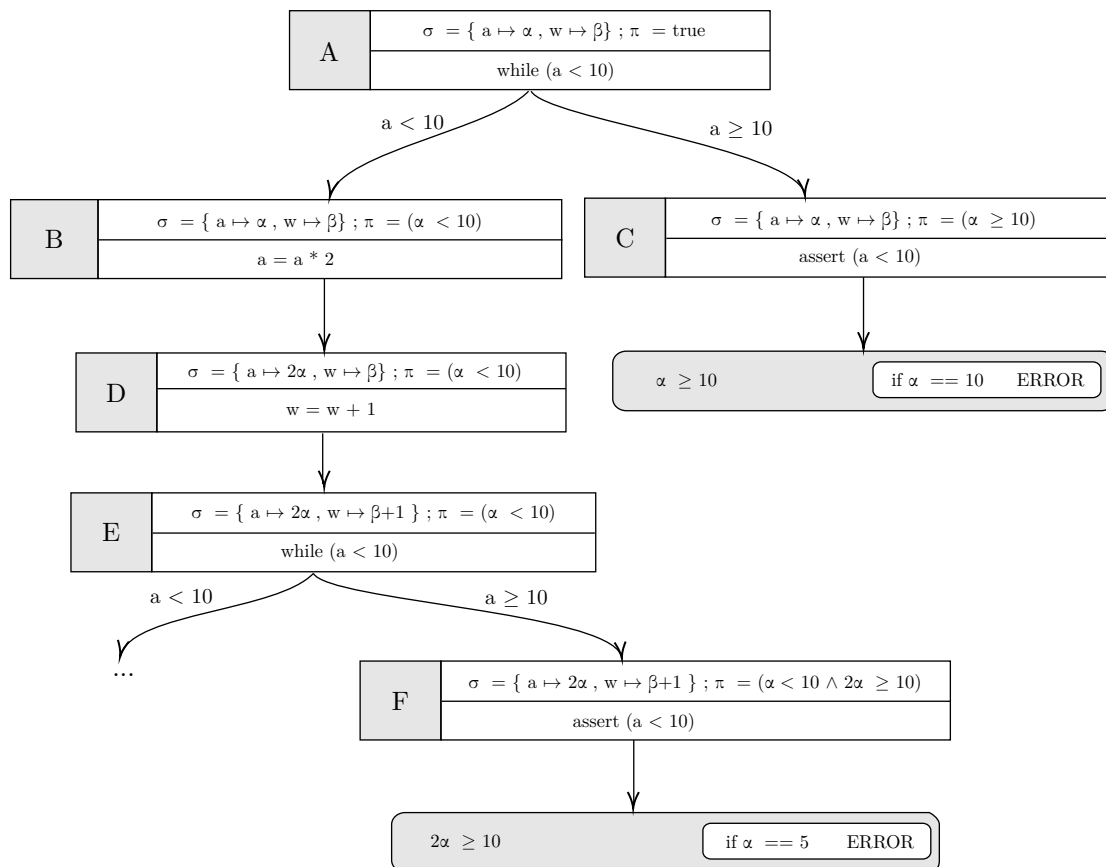 A
σ = { a ↦ α , w ↦ β} ; π = true
while (a < 10)
a < 10
a ≥ 10
B
σ = { a ↦ α , w ↦ β} ; π = (α < 10)
a = a * 2
C
σ = { a ↦ α , w ↦ β} ; π = (α ≥ 10)
assert (a < 10)
α ≥ 10
if α == 10 ERROR
D
σ = { a ↦ 2α , w ↦ β} ; π = (α < 10)
w = w + 1
E
σ = { a ↦ 2α , w ↦ β+1 } ; π = (α < 10)
while (a < 10)
a < 10
a ≥ 10
...
F
σ = { a ↦ 2α , w ↦ β+1 } ; π = (α < 10 ∧ 2α ≥ 10)
assert (a < 10)
2α ≥ 10
if α == 5 ERROR